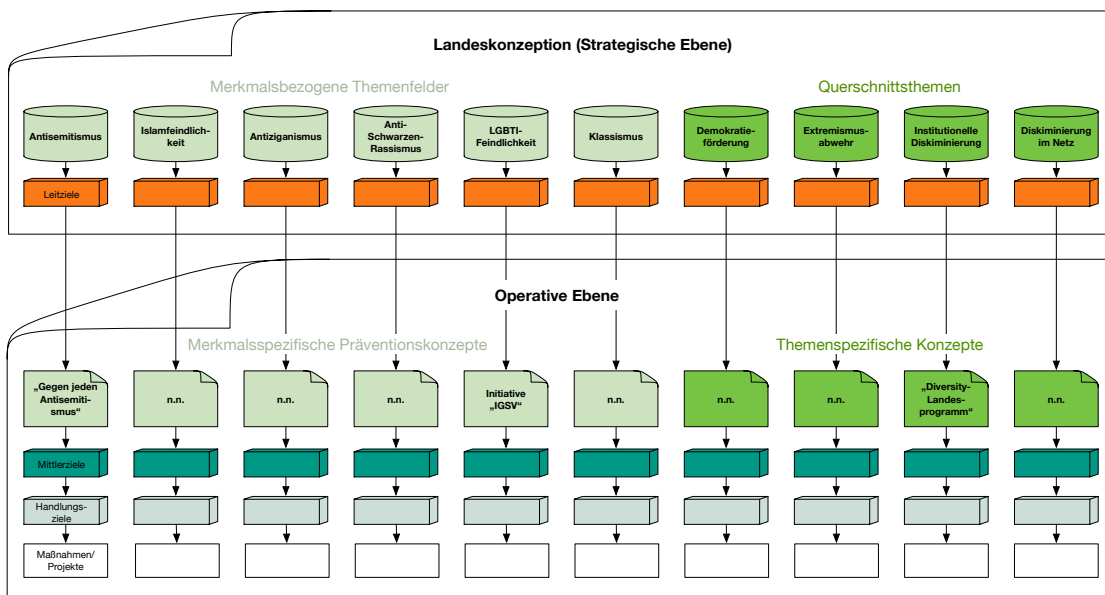 Landeskonzeption (Strategische Ebene)
Merkmalsbezogene Themenfelder
Querschnittsthemen
Antisemitismus
Islamfeindlich-
keit
Antiziganismus
Anti-
Schwarzen-
Rassismus
LGBTI-
Feindlichkeit
Klassismus
Demokratie-
förderung
Extremismus-
abwehr
Institutionelle
Diskiminierung
Diskiminierung
im Netz
Leitziele
Operative Ebene
Merkmalsspezifische Präventionskonzepte
Themenspezifische Konzepte
„Gegen jeden
Antisemiti-
smus“
n.n.
n.n.
n.n.
Initiative
„IGSV“
n.n.
n.n.
n.n.
„Diversity-
Landes-
programm“
n.n.
Mittlerziele
Handlungs-
ziele
Maßnahmen/
Projekte